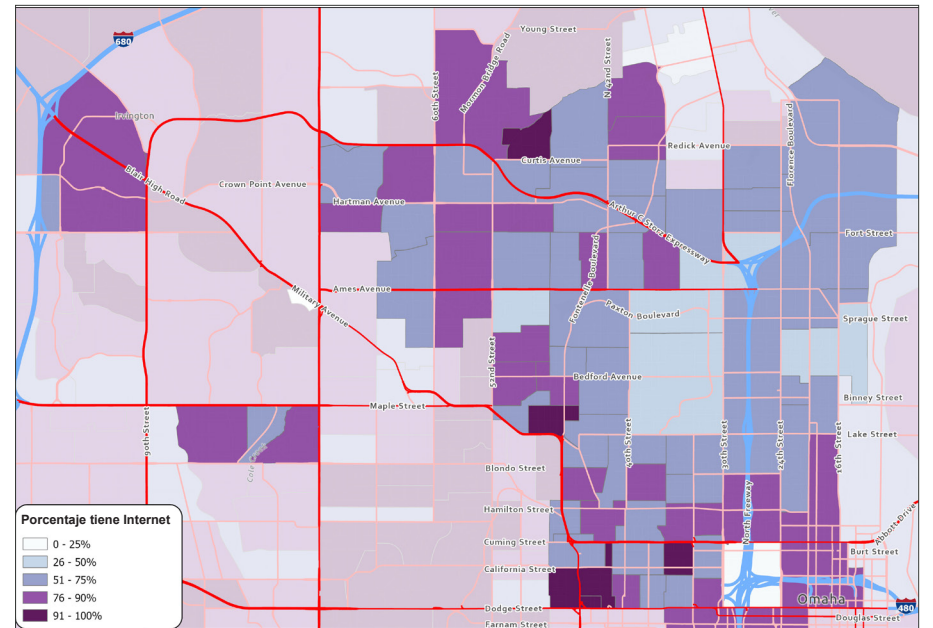 Young Street
680
60th Street
Mormon Bridge Road
N 42nd Street
Irvington
Florence Boulevard
Redick Avenue
Curtis Avenue
Blair High Road
Crown Point Avenue
Hartman Avenue
Arthur C Storz Expressway
Fort Street
Fontenelle Boulevard
Ames Avenue
Military Avenue
Paxton Boulevard
Sprague Street
52nd Street
Bedford Avenue
Binney Street
Maple Street
90th Street
Cole Creek
40th Street
30th Street
24th Street
16th Street
Lake Street
Blondo Street
North Freeway
Hamilton Street
Abbott Drive
Cuming Street
Burt Street
California Street
Omaha
480
Dodge Street
Douglas Street
Farnam Street
Porcentaje tiene Internet
0 - 25%
26 - 50%
51 - 75%
76 - 90%
91 - 100%